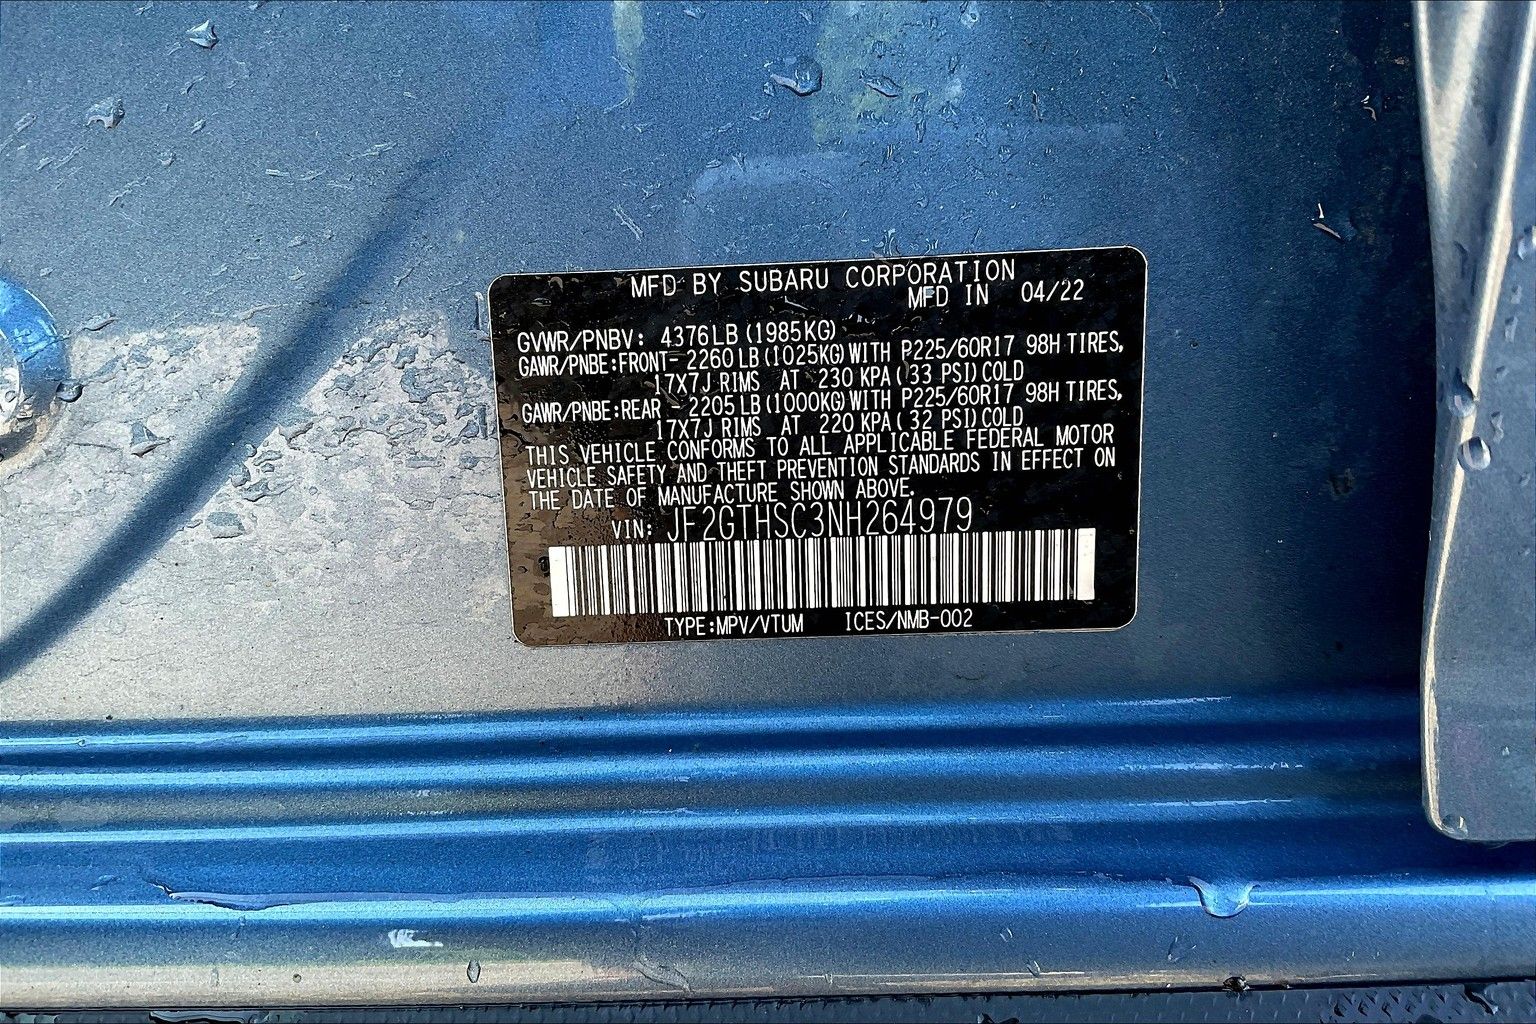 MFD BY SUBARU CORPORATION
MFD IN 04/22
GVWR/PNBV: 4376LB(1985KG)
GAWR/PNBE:FRONT- 2260LB(1025KG)WITH P225/60R17 98H TIRES,
17X7J RIMS AT 230 KPA(33 PSI)COLD
GAWR/PNBE:REAR - 2205LB(1000KG)WITH P225/60R17 98H TIRES,
17X7J RIMS AT 220 KPA(32 PSI)COLD
THIS VEHICLE CONFORMS TO ALL APPLICABLE FEDERAL MOTOR
VEHICLE SAFETY AND THEFT PREVENTION STANDARDS IN EFFECT ON
THE DATE OF MANUFACTURE SHOWN ABOVE.
VIN: JF2GTHSC3NH264979
TYPE:MPV/VTUM ICES/NMB-002